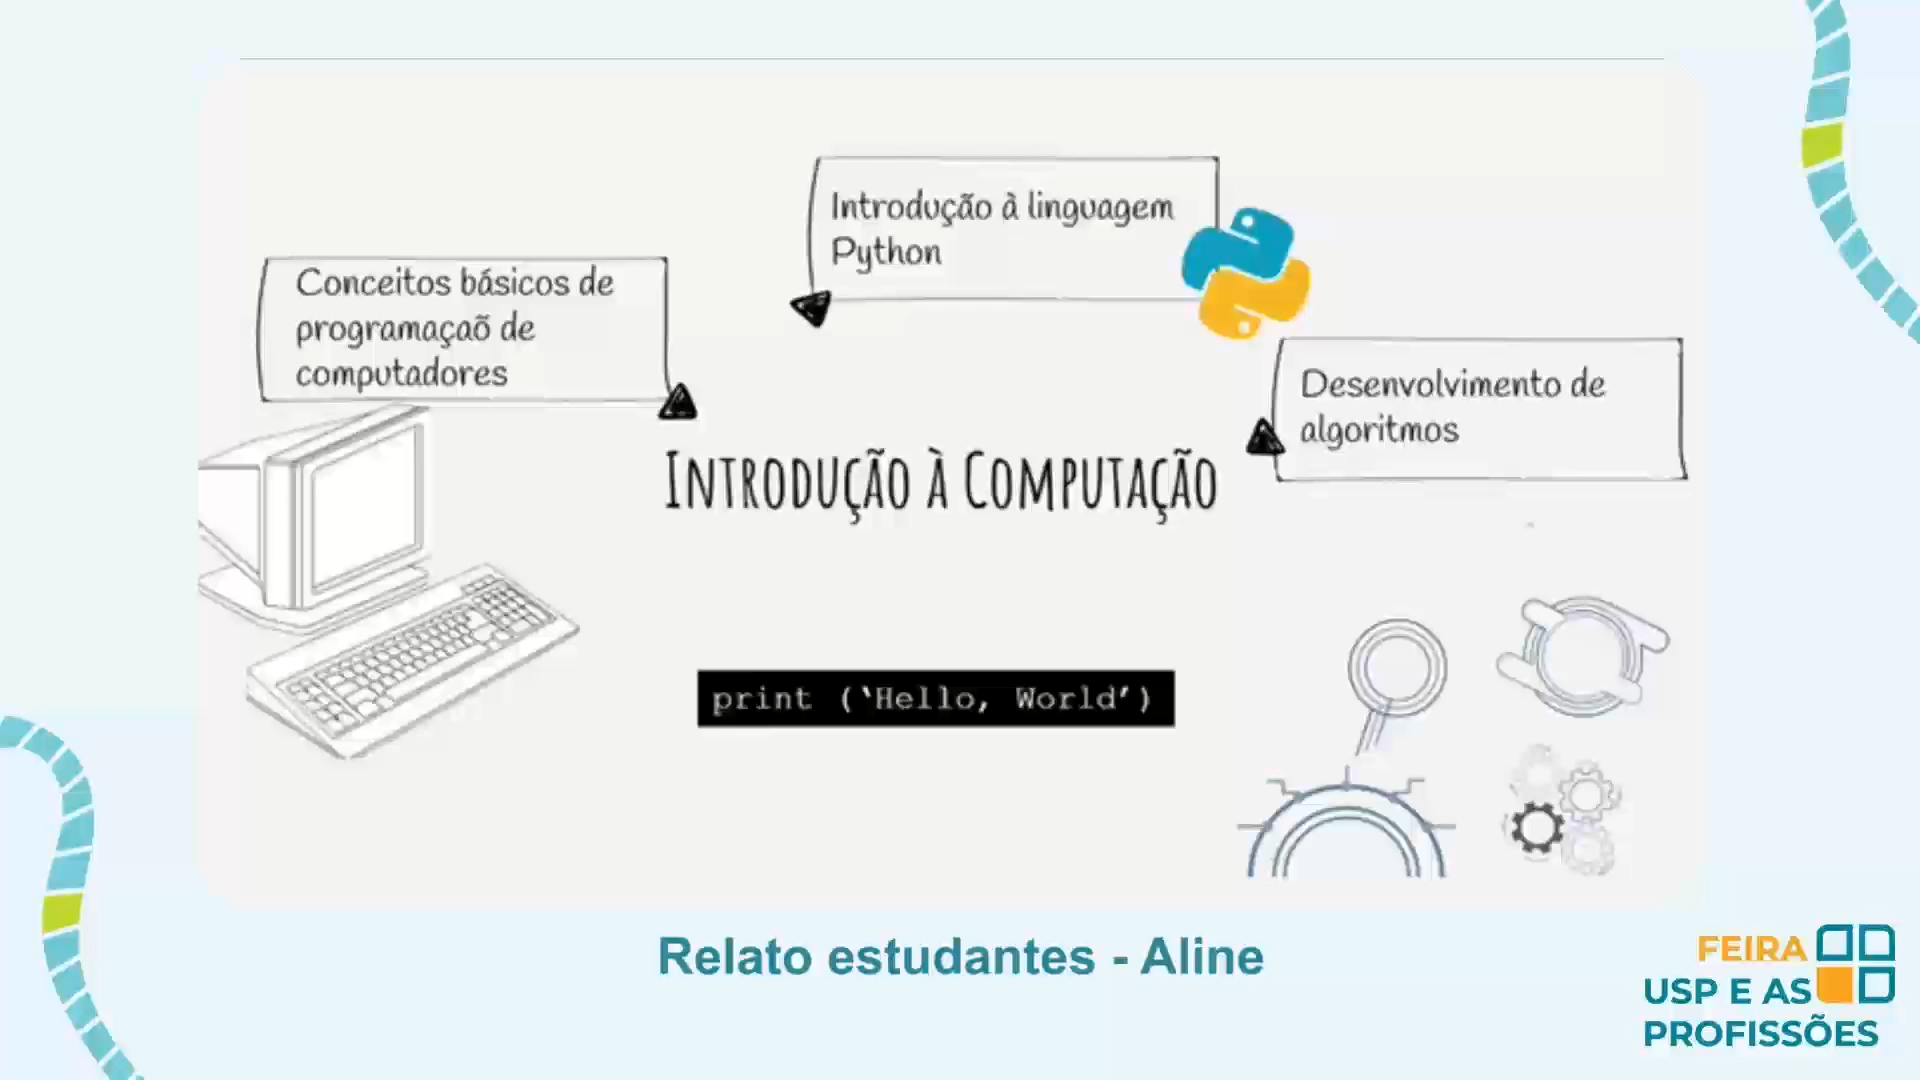 Introdução à linguagem
Python
Conceitos básicos de
programaçaõ de
computadores
Desenvolvimento de
algoritmos
INTRODUÇÃO À COMPUTAÇÃO
print (‘Hello, World’)
Relato estudantes - Aline
FEIRA
USP E AS
PROFISSÕES